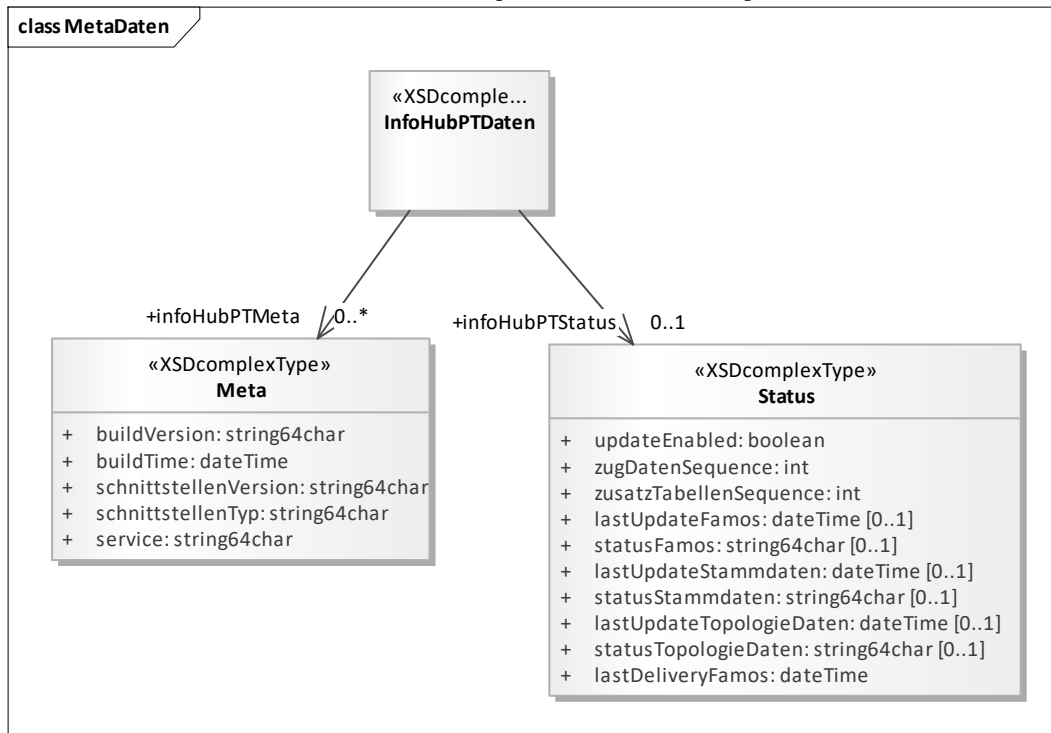 class MetaDaten
«XSDcomple...
InfoHubPTDaten
+infoHubPTMeta 0..*
+infoHubPTStatus 0..1
«XSDcomplexType»
Meta
+ buildVersion: string64char
+ buildTime: dateTime
+ schnittstellenVersion: string64char
+ schnittstellenTyp: string64char
+ service: string64char
«XSDcomplexType»
Status
+ updateEnabled: boolean
+ zugDatenSequence: int
+ zusatzTabellenSequence: int
+ lastUpdateFamos: dateTime [0..1]
+ statusFamos: string64char [0..1]
+ lastUpdateStammdaten: dateTime [0..1]
+ statusStammdaten: string64char [0..1]
+ lastUpdateTopologieDaten: dateTime [0..1]
+ statusTopologieDaten: string64char [0..1]
+ lastDeliveryFamos: dateTime